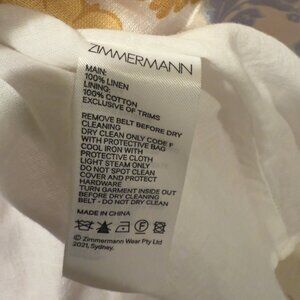 ZIMMERMANN
MAIN:
100% LINEN
LINING:
100% COTTON
EXCLUSIVE OF TRIMS
REMOVE BELT BEFORE DRY
CLEANING
DRY CLEAN ONLY CODE F
WITH PROTECTIVE BAG
COOL IRON WITH
PROTECTIVE CLOTH
LIGHT STEAM ONLY
DO NOT SPOT CLEAN
COVER AND PROTECT
HARDWARE
TURN GARMENT INSIDE OUT
BEFORE DRY CLEANING
BELT - DO NOT DRY CLEAN
MADE IN CHINA
© Zimmermann Wear Pty Ltd
2021, Sydney.